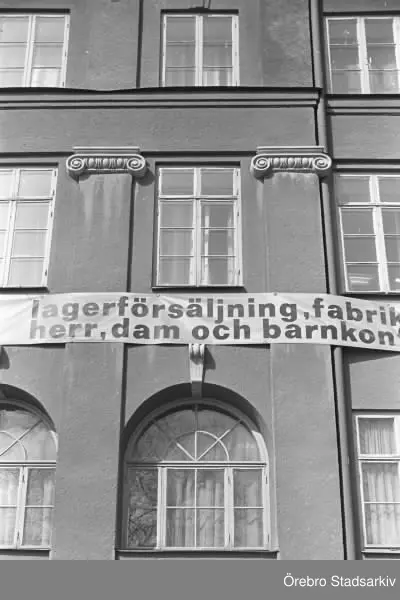 lagerförsäljning, fabrik
herr, dam och barnkon
Örebro Stadsarkiv